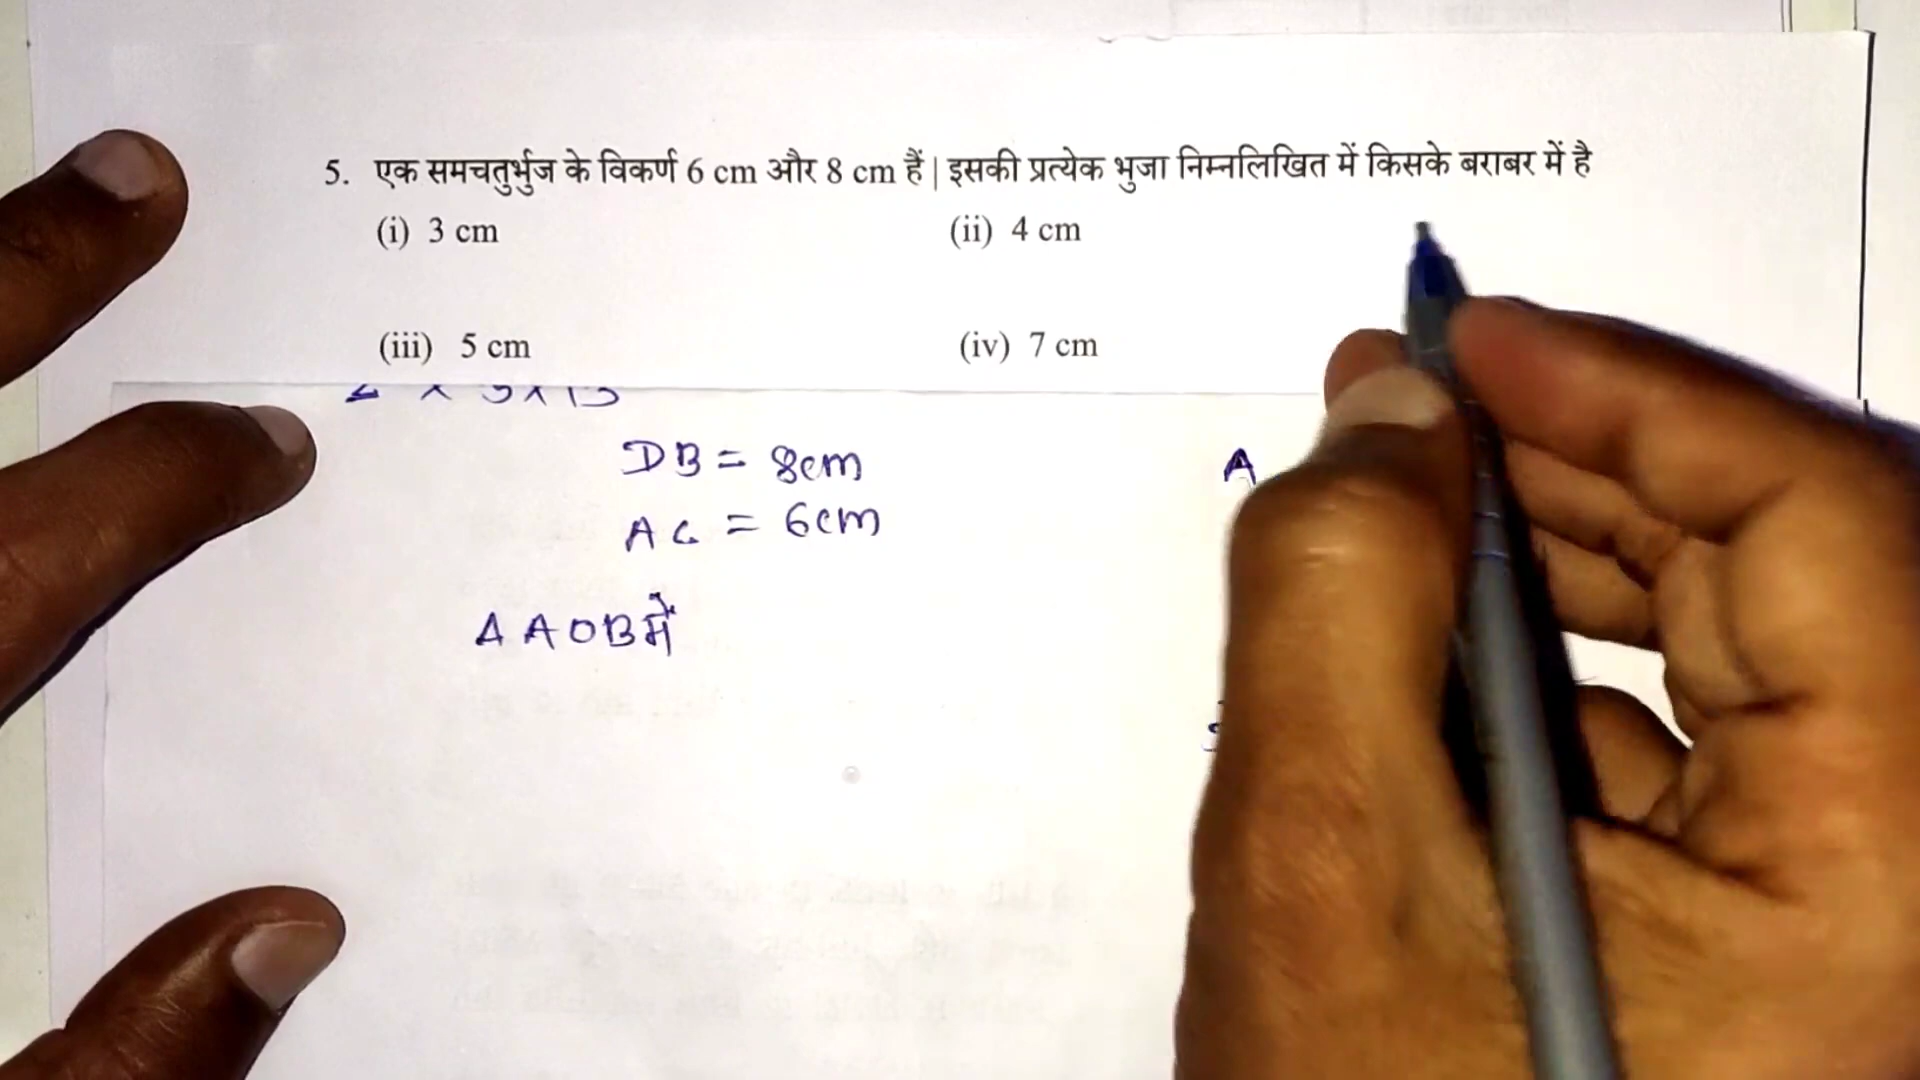 5. एक समचतुर्भुज के विकर्ण 6 cm और 8 cm हैं | इसकी प्रत्येक भुजा निम्नलिखित में किसके बराबर में है
(i) 3 cm (ii) 4 cm
(iii) 5 cm (iv) 7 cm
DB = 8cm
A
AC = 6cm
Δ AOB में